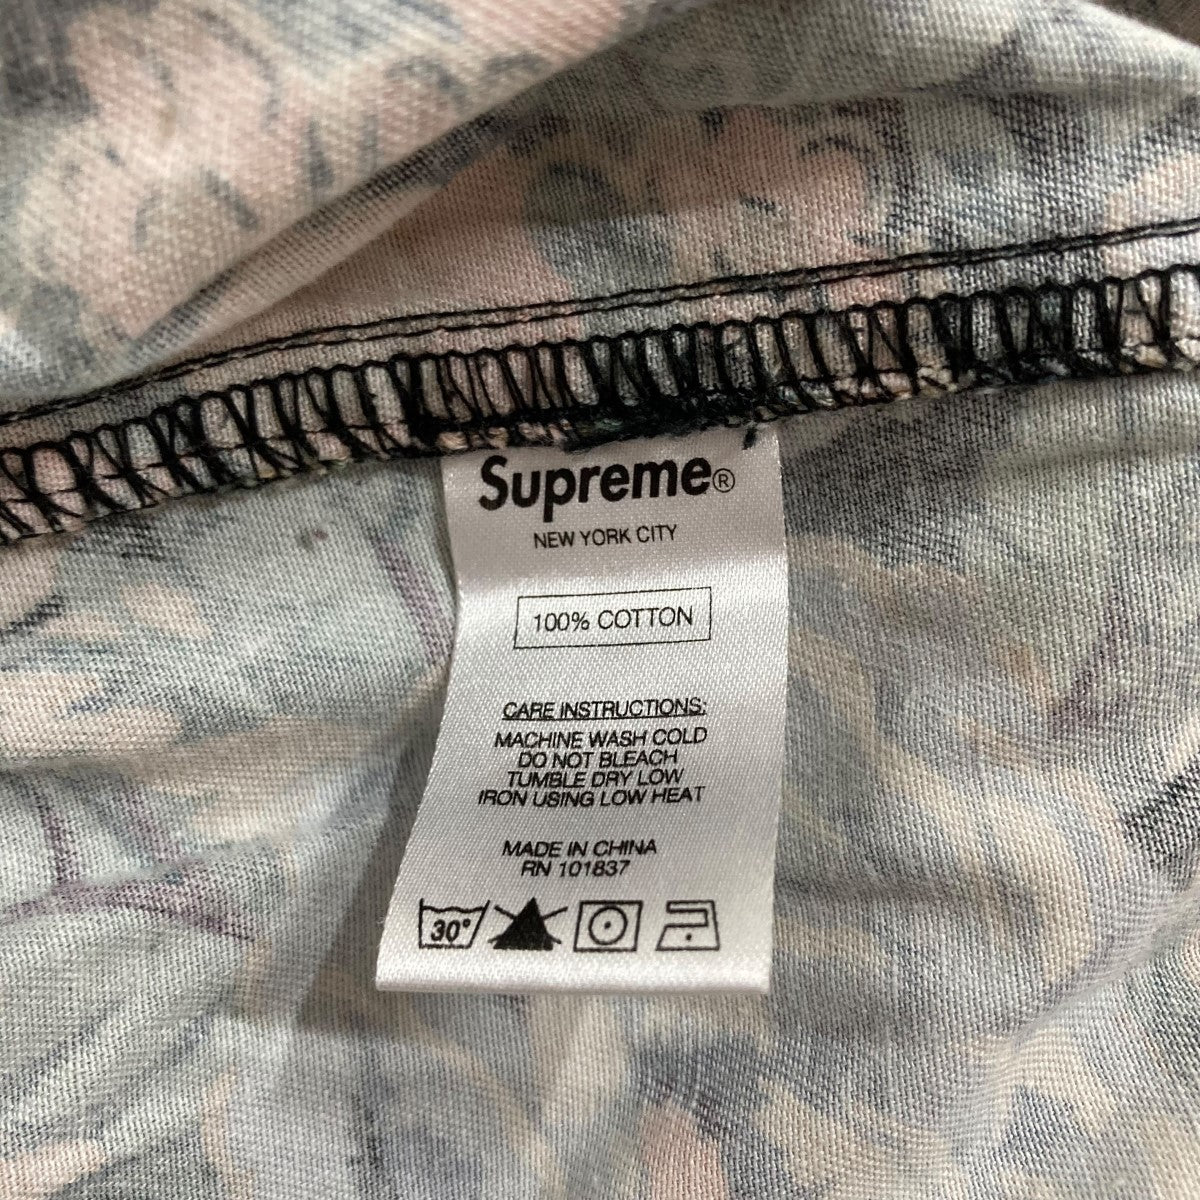 Supreme®
NEW YORK CITY
100% COTTON
CARE INSTRUCTIONS:
MACHINE WASH COLD
DO NOT BLEACH
TUMBLE DRY LOW
IRON USING LOW HEAT
MADE IN CHINA
RN 101837
30°